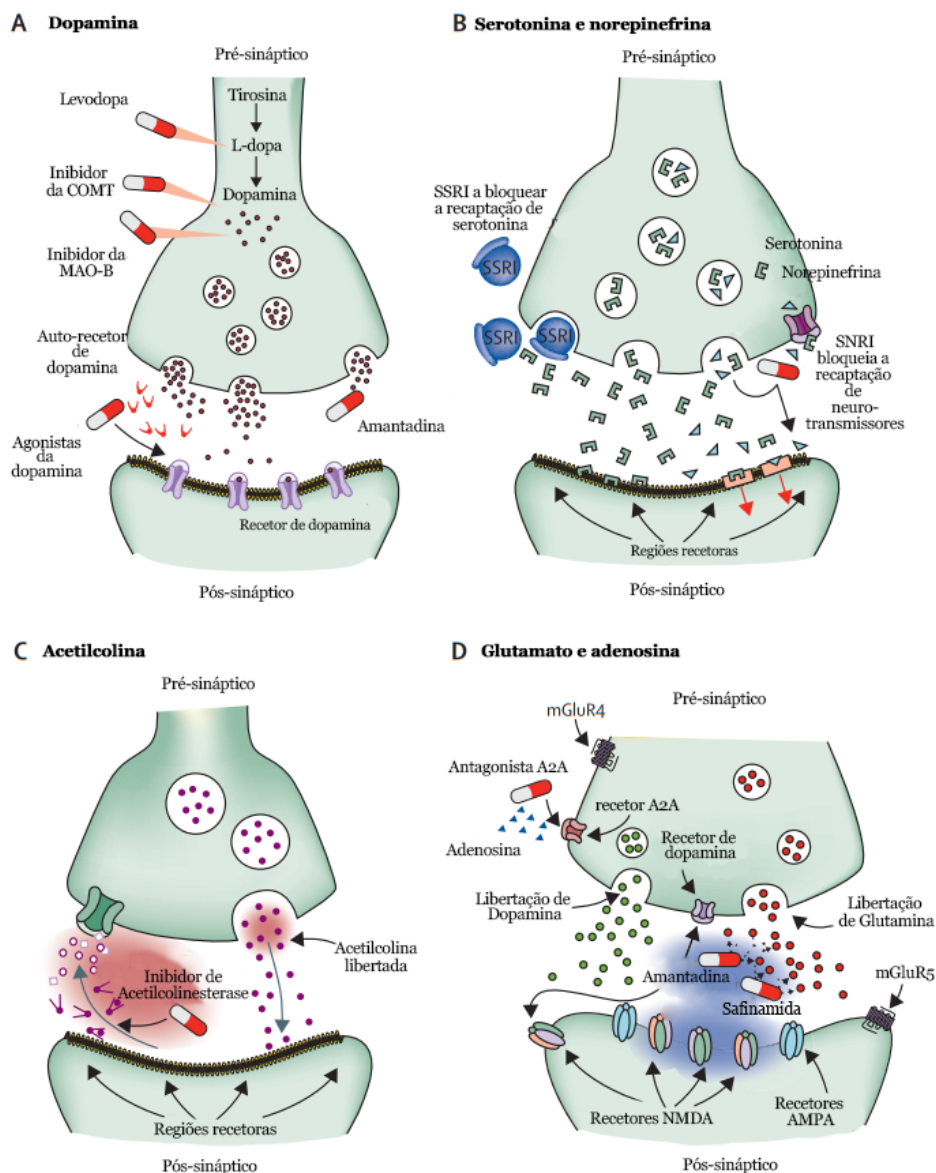 A Dopamina
Pré-sináptico
Levodopa
Tirosina
L-dopa
Inibidor
da COMT
Dopamina
Inibidor da
MAO-B
Auto-recetor
de
dopamina
Agonistas
da
dopamina
Amantadina
Recetor de dopamina
Pós-sináptico
B Serotonina e norepinefrina
Pré-sináptico
SSRI a bloquear
a recaptação de
serotonina
SSRI
SSRI
SSRI
Serotonina
Norepinefrina
SNRI
bloqueia a
recaptação
de
neuro-
transmissores
Regiões recetoras
Pós-sináptico
C Acetilcolina
Pré-sináptico
Acetilcolina
libertada
Inibidor de
Acetilcolinesterase
Regiões recetoras
Pós-sináptico
D Glutamato e adenosina
Pré-sináptico
mGluR4
Antagonista A2A
recetor A2A
Adenosina
Recetor de
dopamina
Libertação de
Dopamina
Libertação
de Glutamina
Amantadina
mGluR5
Safinamida
Recetores NMDA
Recetores
AMPA
Pós-sináptico